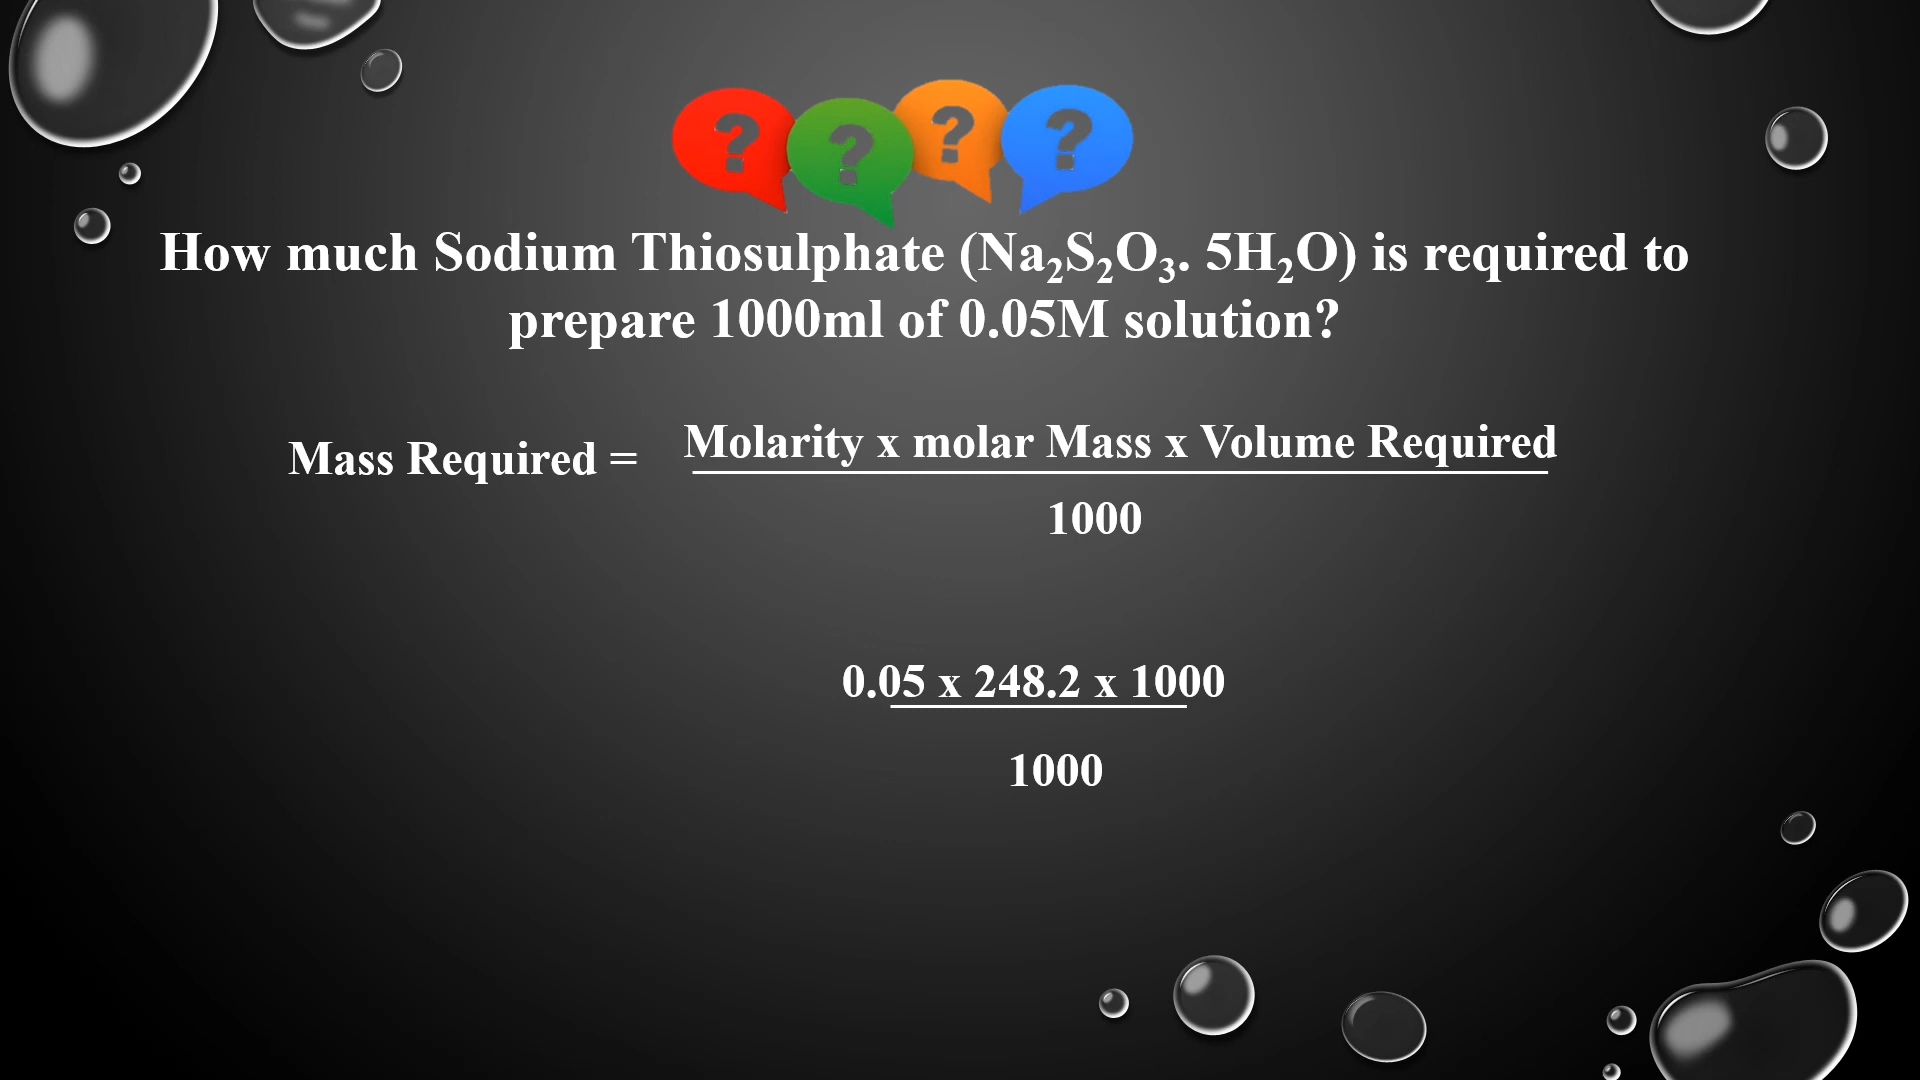 ? ? ? ?
How much Sodium Thiosulphate (Na₂S₂O₃. 5H₂O) is required to
prepare 1000ml of 0.05M solution?
Mass Required = Molarity x molar Mass x Volume Required
1000
0.05 x 248.2 x 1000
1000